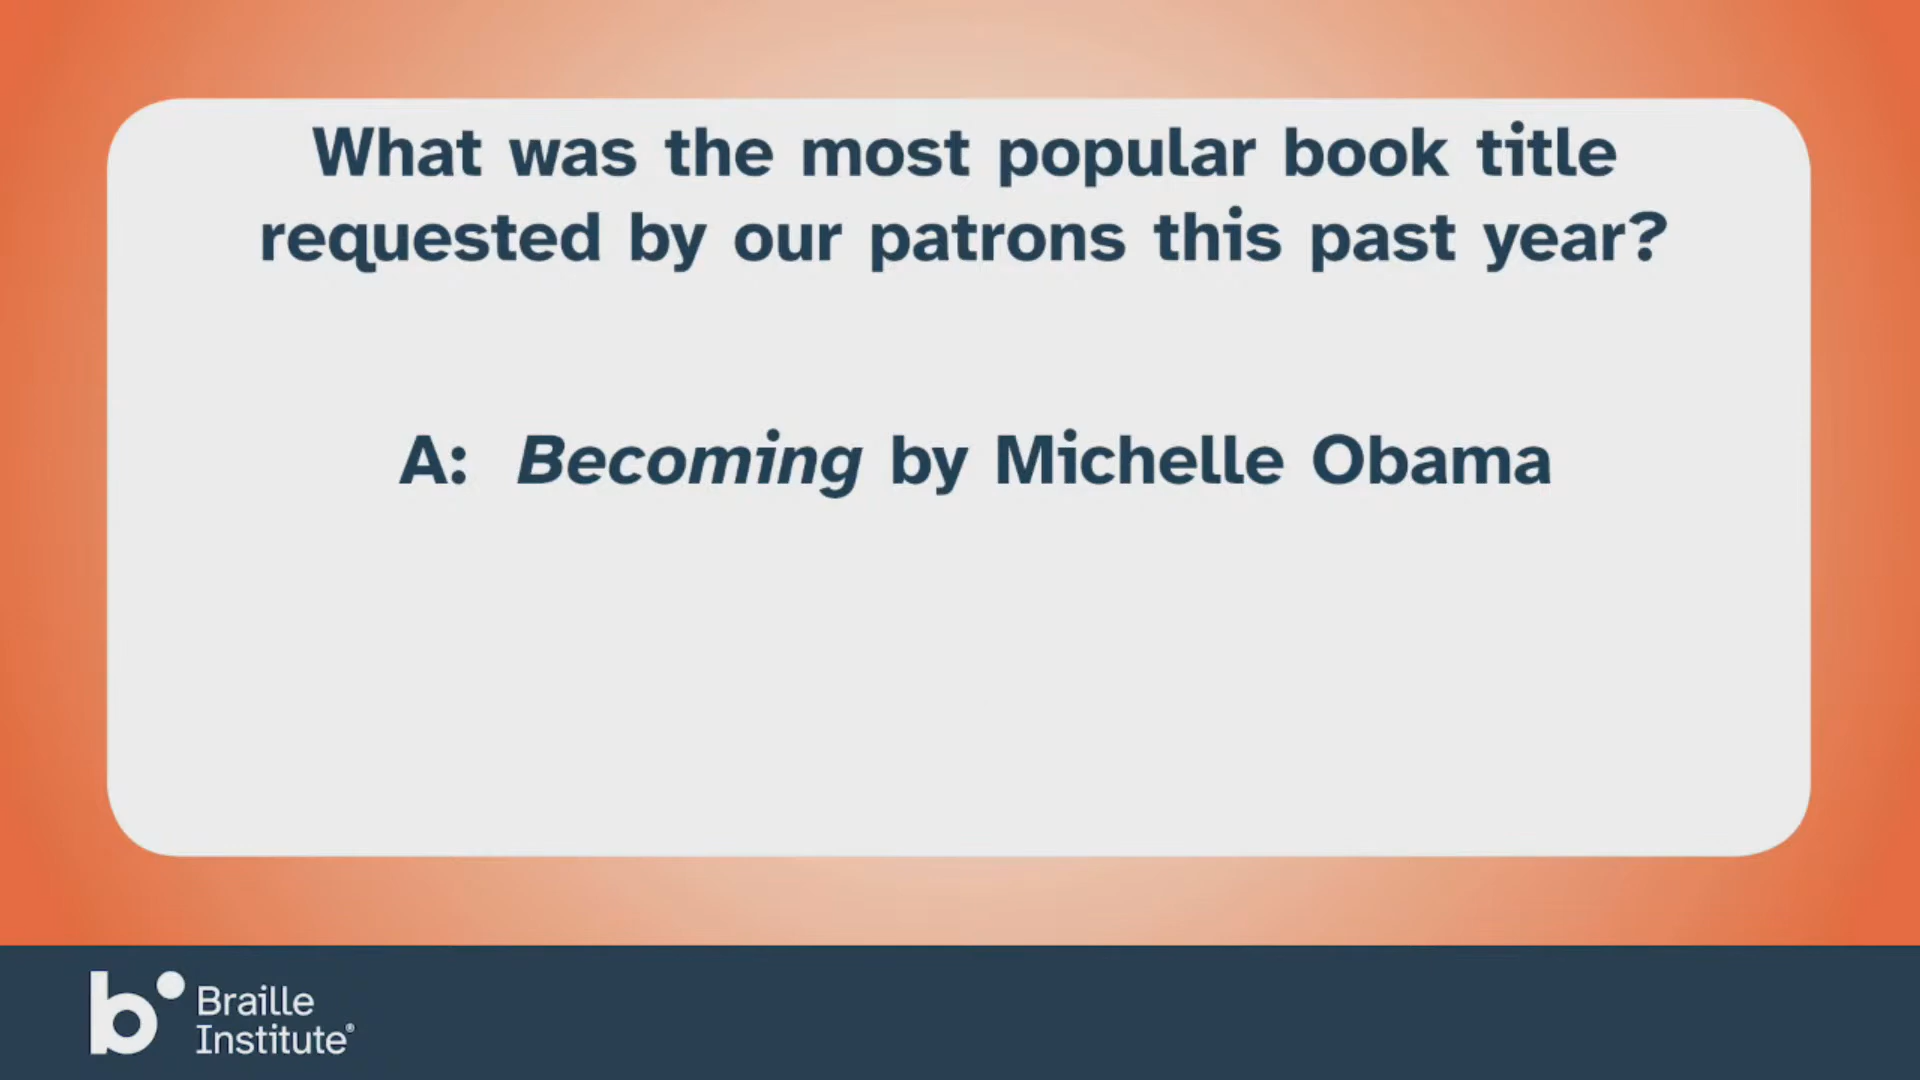 What was the most popular book title
requested by our patrons this past year?
A: Becoming by Michelle Obama
b
Braille
Institute®